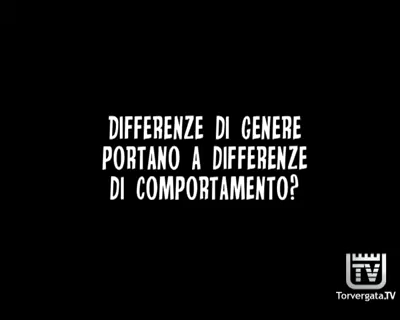 DIFFERENZE DI GENERE
PORTANO A DIFFERENZE
DI COMPORTAMENTO?
TV
Torvergata.TV